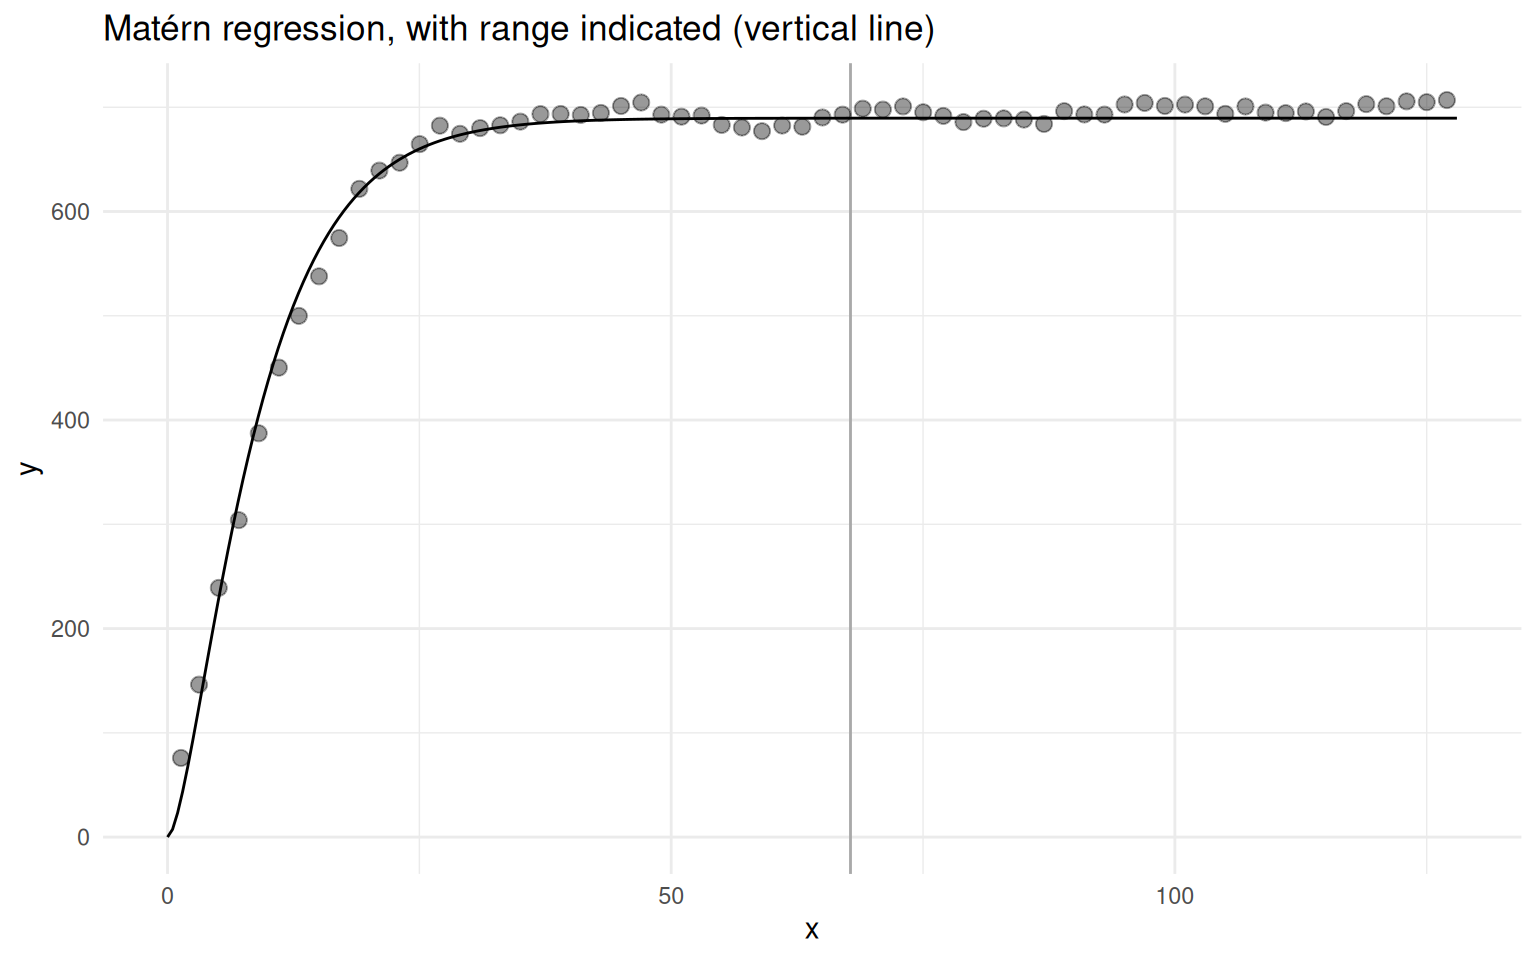 Matérn regression, with range indicated (vertical line)
600
400
200
0
y
0 50 100
x